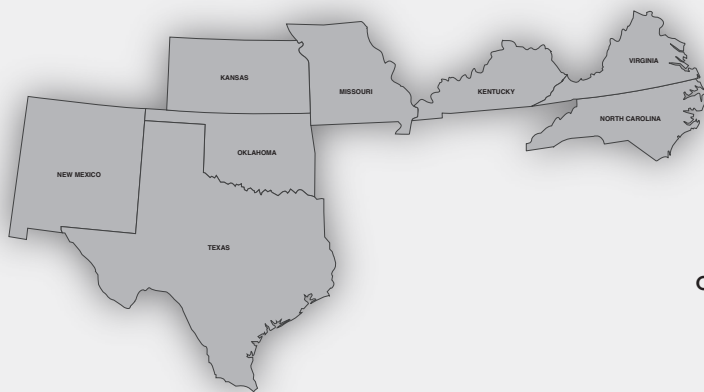 KANSAS
MISSOURI
KENTUCKY
VIRGINIA
NORTH CAROLINA
OKLAHOMA
NEW MEXICO
TEXAS